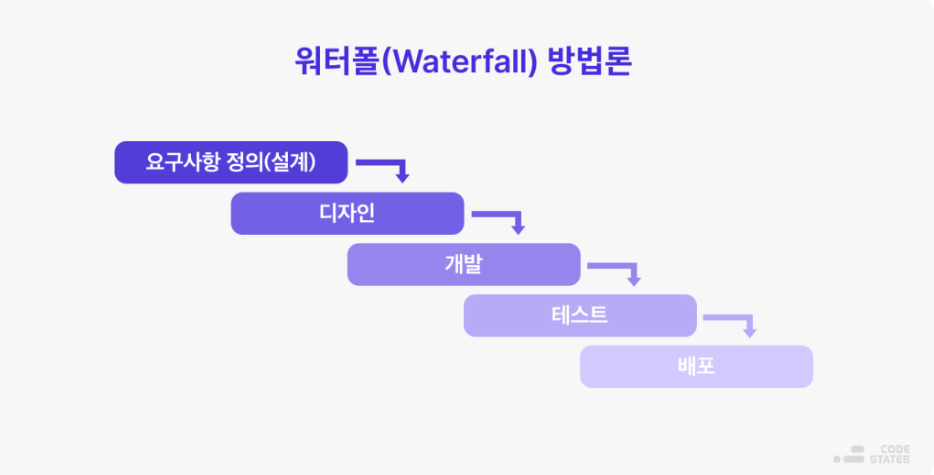 워터폴(Waterfall) 방법론
요구사항 정의(설계)
디자인
개발
테스트
배포
CODE
STATES